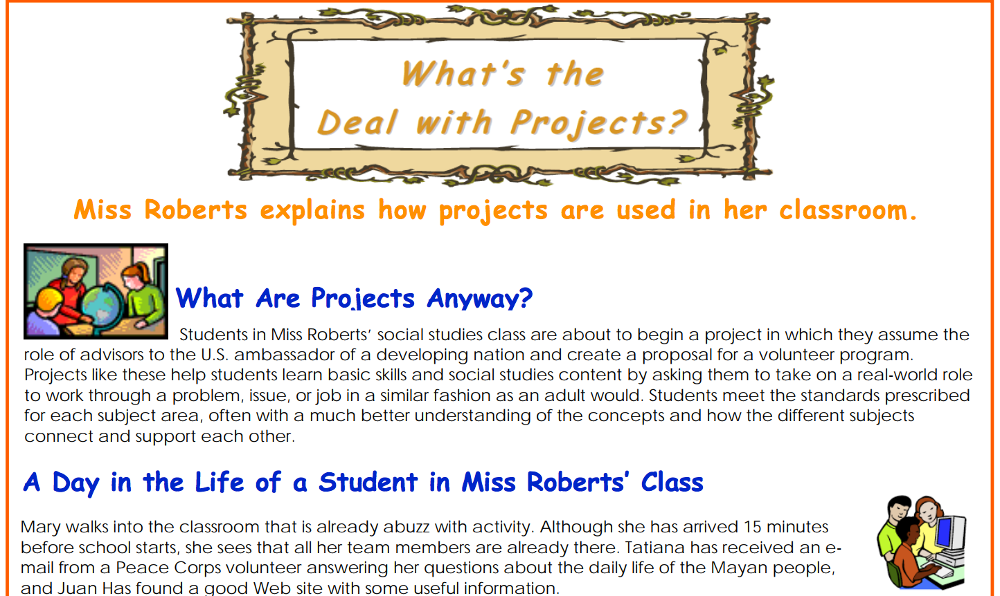 What's the
Deal with Projects?
Miss Roberts explains how projects are used in her classroom.
What Are Projects Anyway?
Students in Miss Roberts' social studies class are about to begin a project in which they assume the
role of advisors to the U.S. ambassador of a developing nation and create a proposal for a volunteer program.
Projects like these help students learn basic skills and social studies content by asking them to take on a real-world role
to work through a problem, issue, or job in a similar fashion as an adult would. Students meet the standards prescribed
for each subject area, often with a much better understanding of the concepts and how the different subjects
connect and support each other.
A Day in the Life of a Student in Miss Roberts' Class
Mary walks into the classroom that is already abuzz with activity. Although she has arrived 15 minutes
before school starts, she sees that all her team members are already there. Tatiana has received an e-
mail from a Peace Corps volunteer answering her questions about the daily life of the Mayan people,
and Juan Has found a good Web site with some useful information.